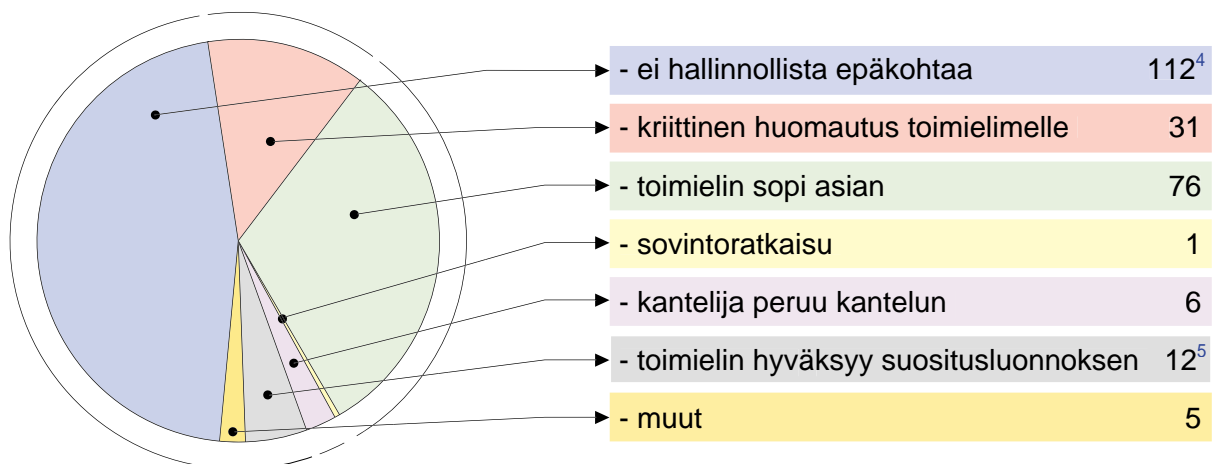 - ei hallinnollista epäkohtaa 112⁴
- kriittinen huomautus toimielimelle 31
- toimielin sopi asian 76
- sovintoratkaisu 1
- kantelija peruu kantelun 6
- toimielin hyväksyy suositusluonnoksen 12⁵
- muut 5